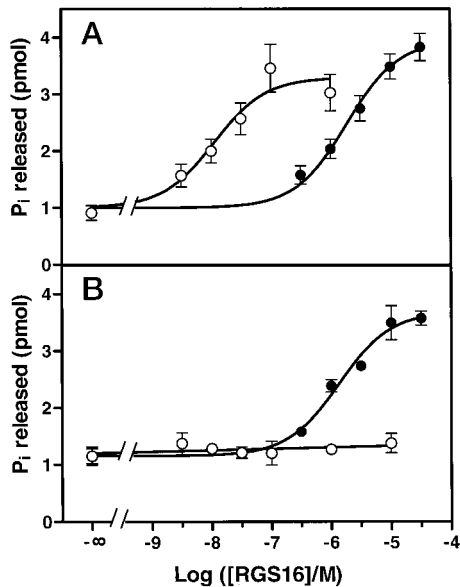 A
4
3
2
1
0
Pi released (pmol)
B
4
3
2
1
0
Pi released (pmol)
-∞ -9 -8 -7 -6 -5 -4
Log ([RGS16]/M)